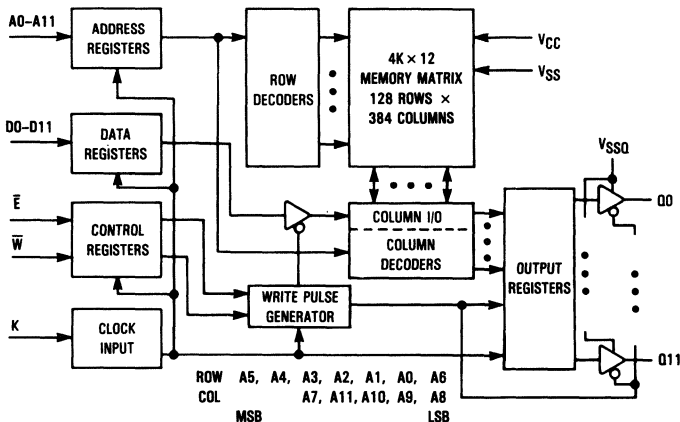 A0-A11
ADDRESS
REGISTERS
ROW
DECODERS
4K × 12
MEMORY MATRIX
128 ROWS ×
384 COLUMNS
VCC
VSS
D0-D11
DATA
REGISTERS
VSSQ
Q0
E̅
W̅
CONTROL
REGISTERS
COLUMN I/O
COLUMN
DECODERS
OUTPUT
REGISTERS
WRITE PULSE
GENERATOR
K
CLOCK
INPUT
Q11
ROW A5, A4, A3, A2, A1, A0, A6
COL A7, A11, A10, A9, A8
MSB LSB